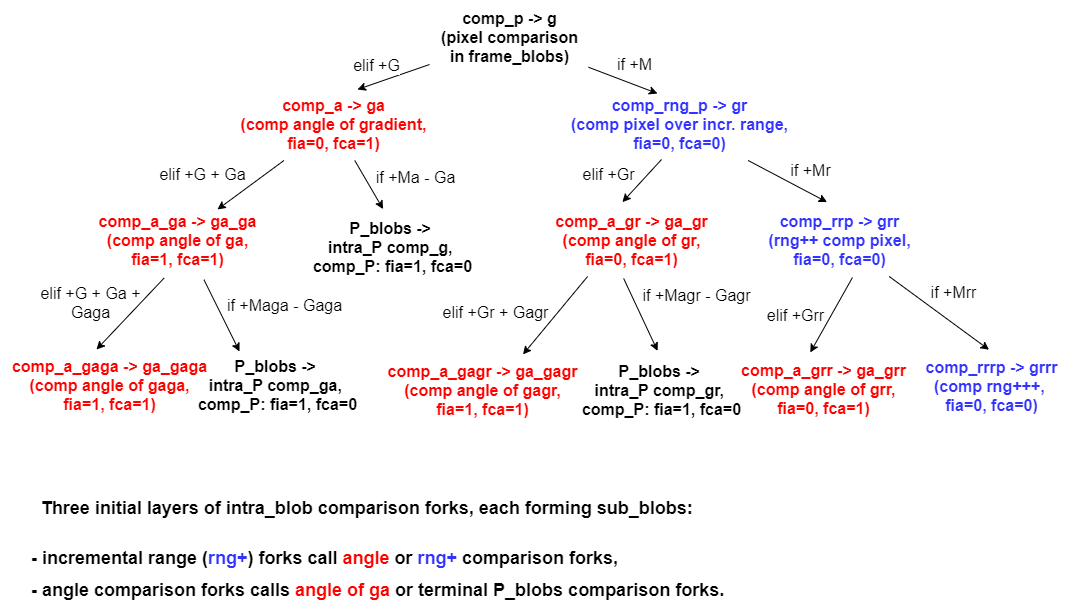 comp_p -> g
(pixel comparison
in frame_blobs)
elif +G
if +M
comp_a -> ga
(comp angle of gradient,
fia=0, fca=1)
comp_rng_p -> gr
(comp pixel over incr. range,
fia=0, fca=0)
elif +G + Ga
if +Ma - Ga
elif +Gr
if +Mr
comp_a_ga -> ga_ga
(comp angle of ga,
fia=1, fca=1)
P_blobs ->
intra_P comp_g,
comp_P: fia=1, fca=0
comp_a_gr -> ga_gr
(comp angle of gr,
fia=0, fca=1)
comp_rrp -> grr
(rng++ comp pixel,
fia=0, fca=0)
elif +G + Ga +
Gaga
if +Maga - Gaga
elif +Gr + Gagr
if +Magr - Gagr
elif +Grr
if +Mrr
comp_a_gaga -> ga_gaga
(comp angle of gaga,
fia=1, fca=1)
P_blobs ->
intra_P comp_ga,
comp_P: fia=1, fca=0
comp_a_gagr -> ga_gagr
(comp angle of gagr,
fia=1, fca=1)
P_blobs ->
intra_P comp_gr,
comp_P: fia=1, fca=0
comp_a_grr -> ga_grr
(comp angle of grr,
fia=0, fca=1)
comp_rrrp -> grrr
(comp rng+++,
fia=0, fca=0)
Three initial layers of intra_blob comparison forks, each forming sub_blobs:
- incremental range (rng+) forks call angle or rng+ comparison forks,
- angle comparison forks calls angle of ga or terminal P_blobs comparison forks.